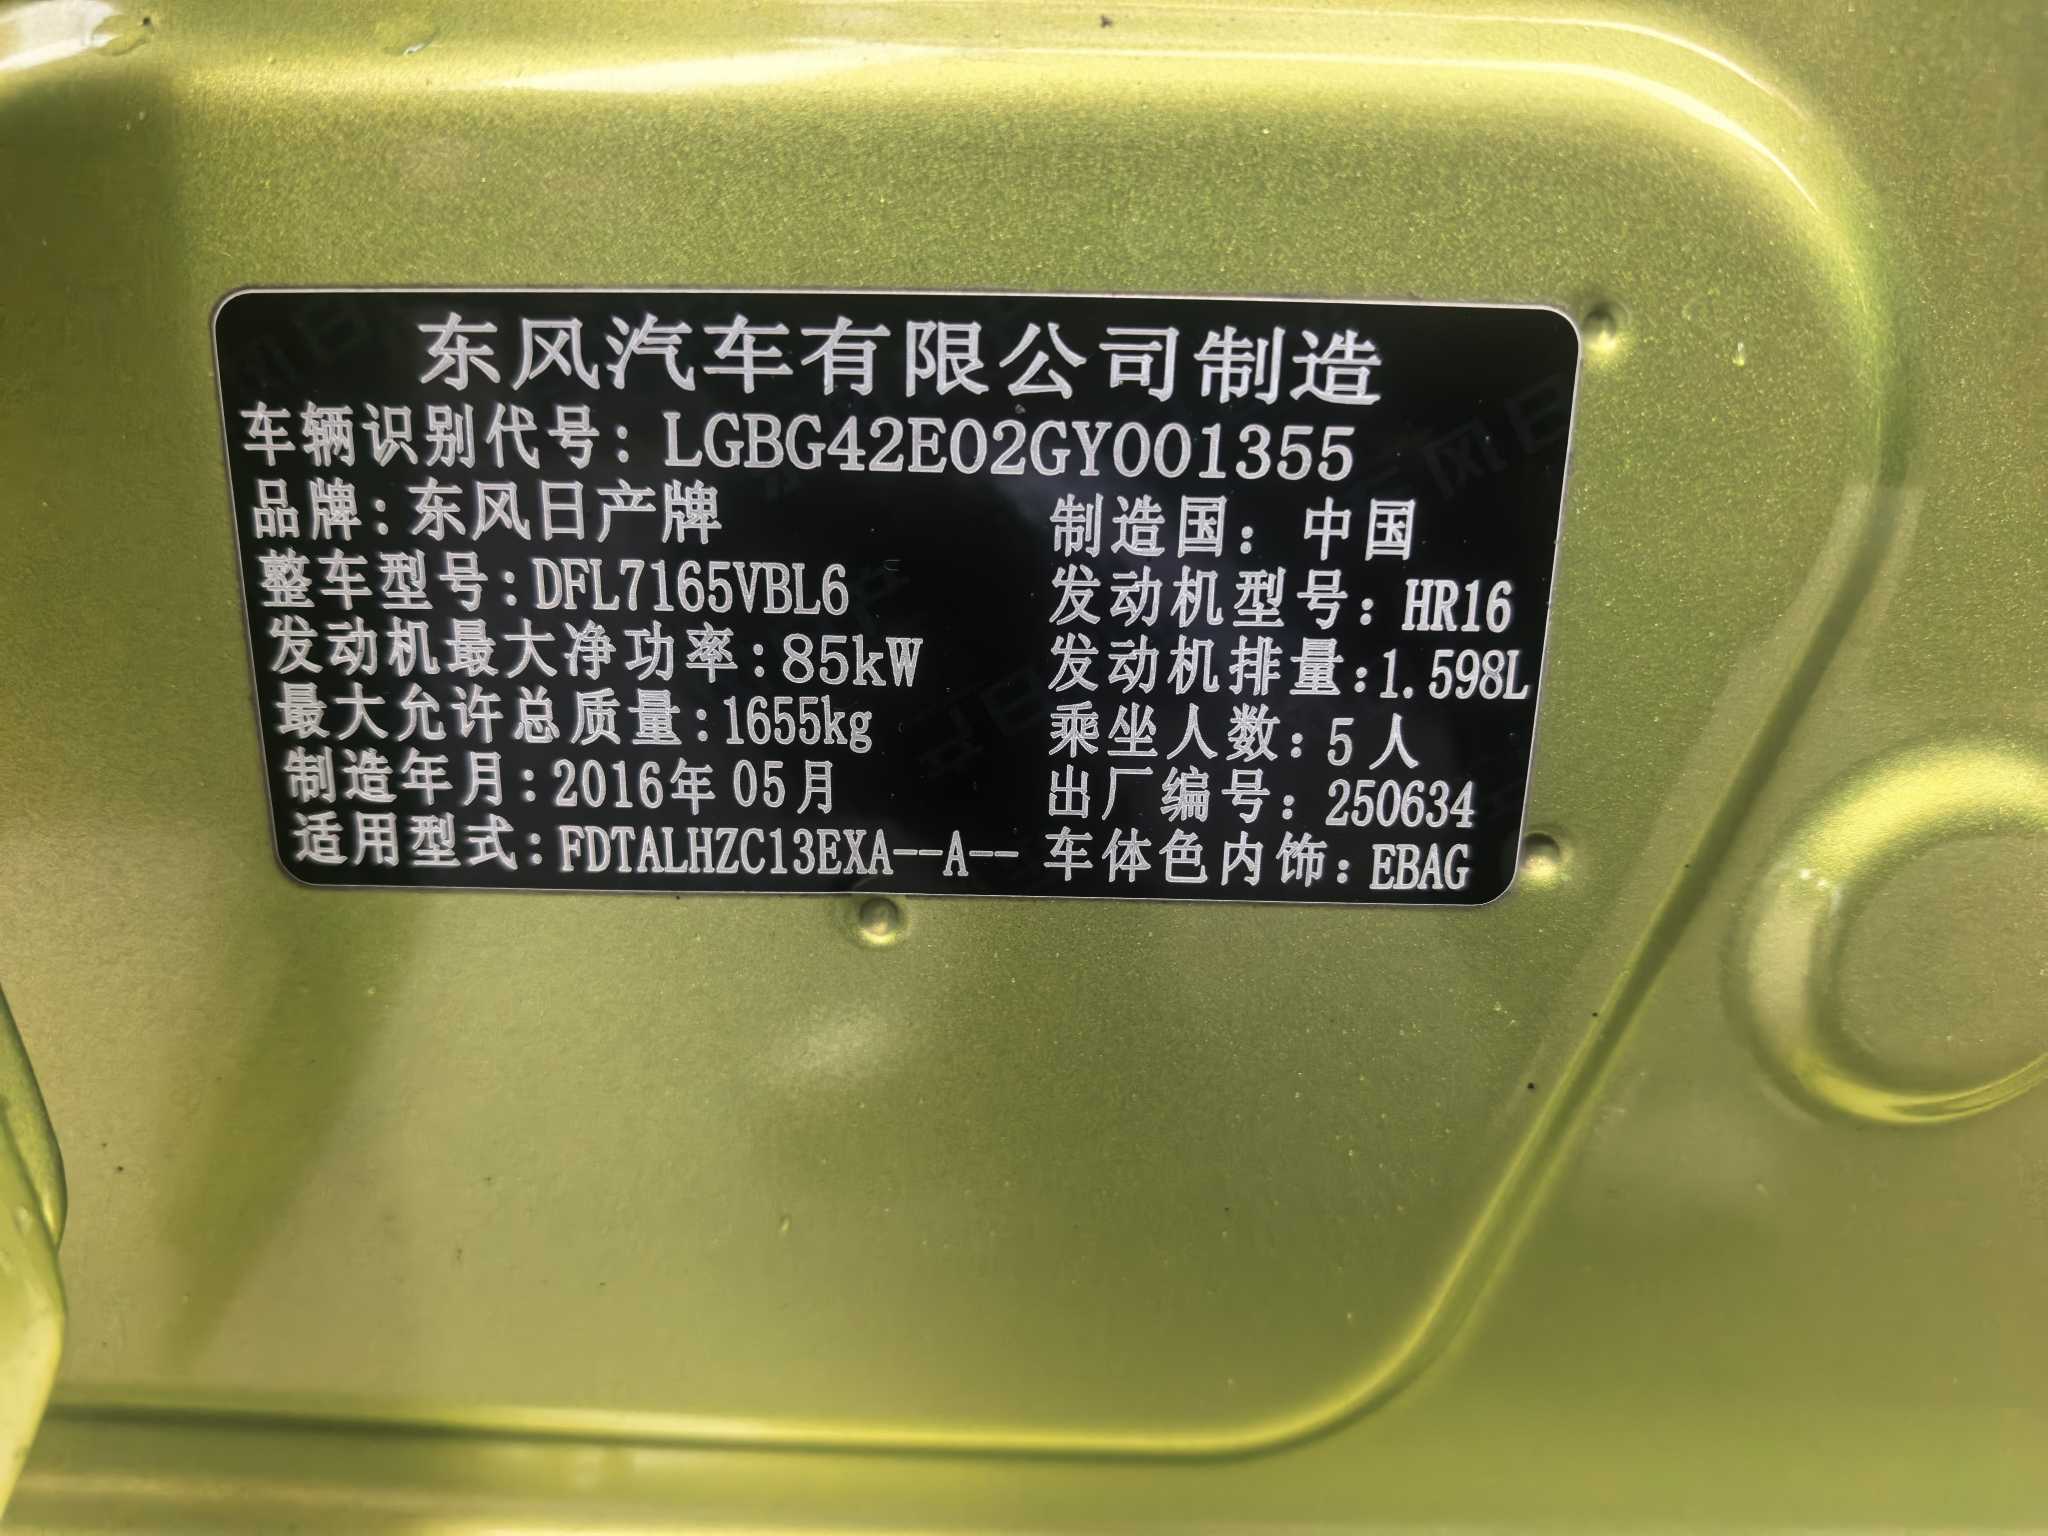 东风汽车有限公司制造
车辆识别代号: LGBG42E02GY001355
品牌:东风日产牌 制造国: 中国
整车型号:DFL7165VBL6 发动机型号:HR16
发动机最大净功率:85kW 发动机排量:1.598L
最大允许总质量:1655kg 乘坐人数:5人
制造年月:2016年 05月 出厂编号: 250634
适用型式:FDTALHZC13EXA--A-- 车体色内饰:EBAG